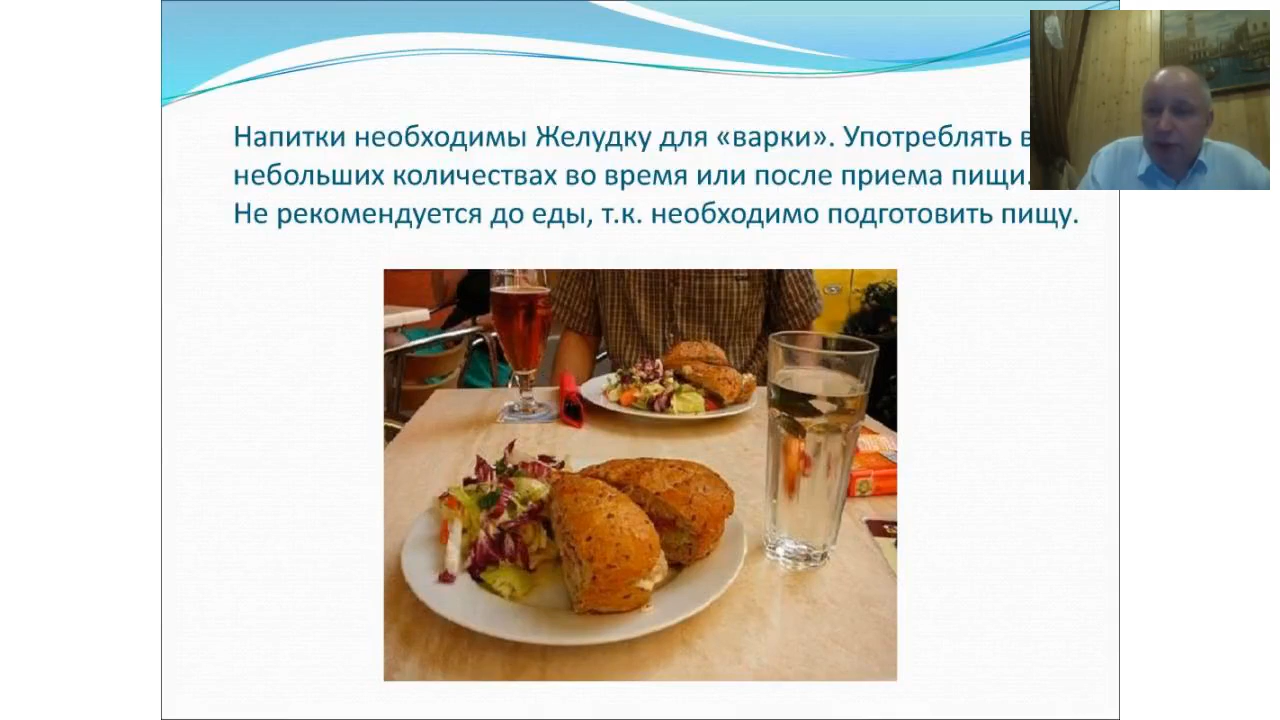 Напитки необходимы Желудку для «варки». Употреблять в
небольших количествах во время или после приема пищи.
Не рекомендуется до еды, т.к. необходимо подготовить пищу.